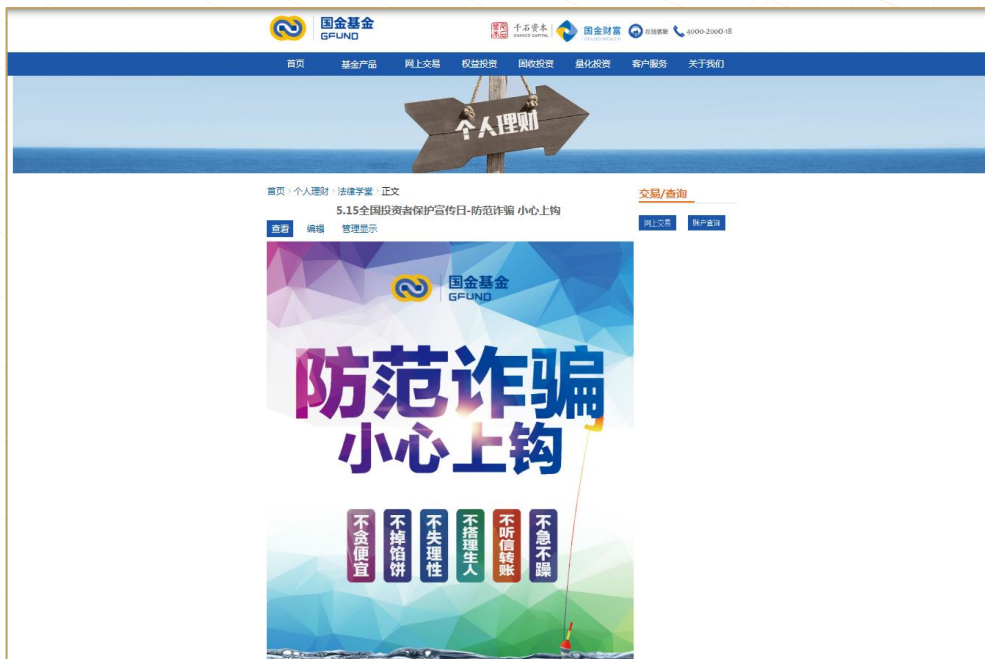 国金基金
GFUND
千石资本
国金财富
在线客服
4000-2000-18
首页 基金产品 网上交易 权益投资 固收投资 量化投资 客户服务 关于我们
个人理财
首页 › 个人理财 › 法律学堂 › 正文
5.15全国投资者保护宣传日-防范诈骗 小心上钩
查看 编辑 管理显示
交易/查询
网上交易 账户查询
国金基金
GFUND
防范诈骗
小心上钩
不贪便宜
不掉馅饼
不失理性
不搭理生人
不听信转账
不急不躁